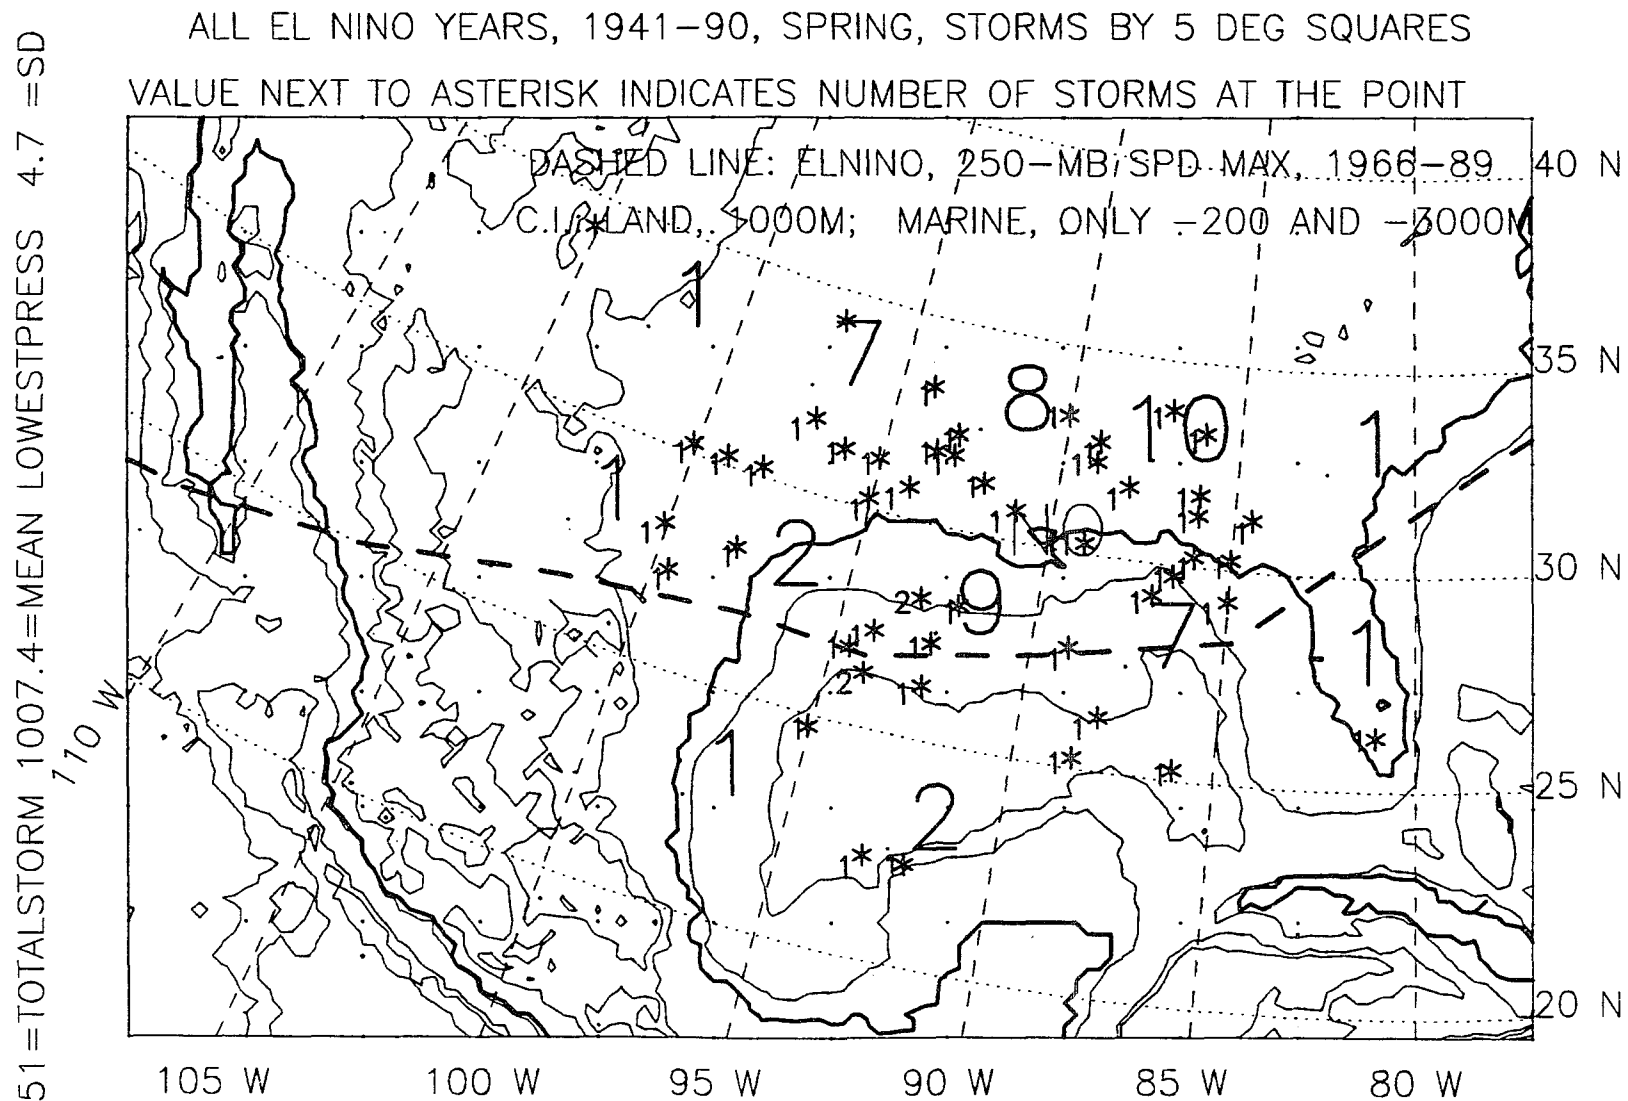 ALL EL NINO YEARS, 1941-90, SPRING, STORMS BY 5 DEG SQUARES
VALUE NEXT TO ASTERISK INDICATES NUMBER OF STORMS AT THE POINT
DASHED LINE: ELNINO, 250-MB SPD MAX, 1966-89
C.I.: LAND, 1000M; MARINE, ONLY -200 AND -3000M
51=TOTALSTORM 1007.4=MEAN LOWESTPRESS 4.7 =SD
40 N
1
7
35 N
8
10
1
1
2
10
30 N
9
7
1
110 W
1
25 N
2
20 N
105 W 100 W 95 W 90 W 85 W 80 W